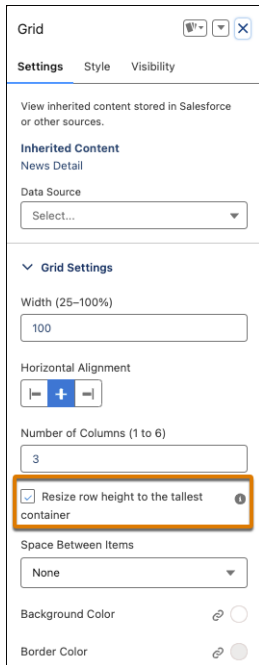 Grid
Settings Style Visibility
View inherited content stored in Salesforce
or other sources.
Inherited Content
News Detail
Data Source
Select...
Grid Settings
Width (25–100%)
100
Horizontal Alignment
Number of Columns (1 to 6)
3
Resize row height to the tallest
container
Space Between Items
None
Background Color
Border Color